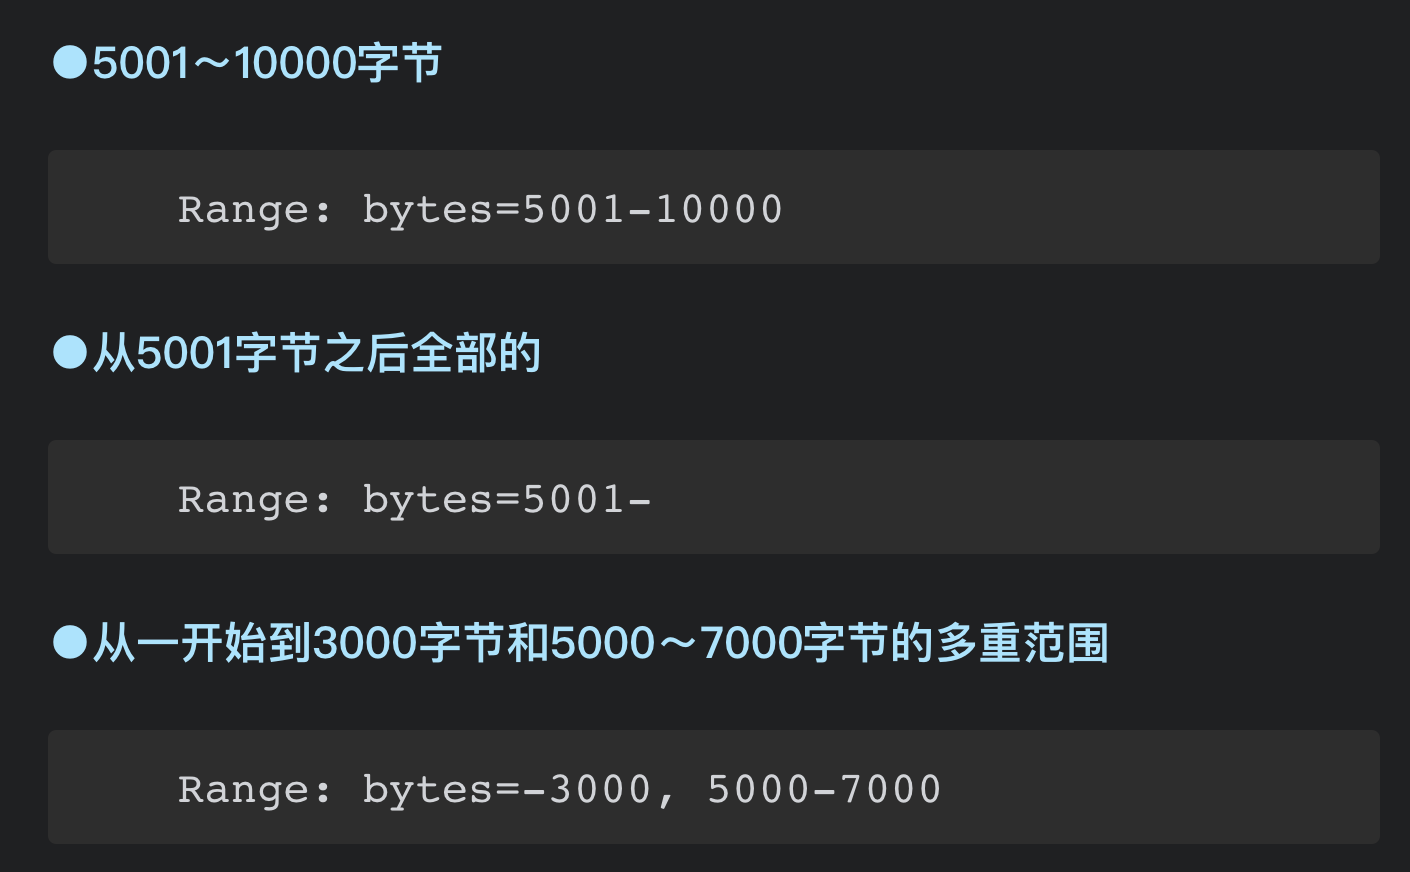 ●5001～10000字节
Range: bytes=5001-10000
●从5001字节之后全部的
Range: bytes=5001-
●从一开始到3000字节和5000～7000字节的多重范围
Range: bytes=-3000, 5000-7000